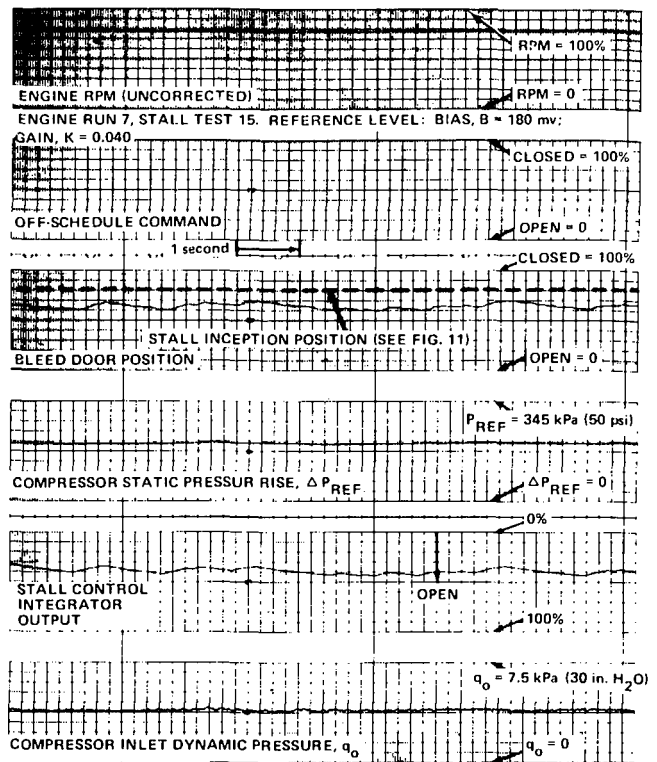 RPM = 100%
ENGINE RPM (UNCORRECTED)
RPM = 0
ENGINE RUN 7, STALL TEST 15. REFERENCE LEVEL: BIAS, B = 180 mv;
GAIN, K = 0.040
CLOSED = 100%
OFF-SCHEDULE COMMAND
OPEN = 0
1 second
CLOSED = 100%
STALL INCEPTION POSITION (SEE FIG. 11)
BLEED DOOR POSITION
OPEN = 0
P_REF = 345 kPa (50 psi)
COMPRESSOR STATIC PRESSUR RISE, Δ P_REF
Δ P_REF = 0
0%
STALL CONTROL
INTEGRATOR
OUTPUT
OPEN
100%
q_o = 7.5 kPa (30 in. H₂O)
COMPRESSOR INLET DYNAMIC PRESSURE, q_o
q_o = 0